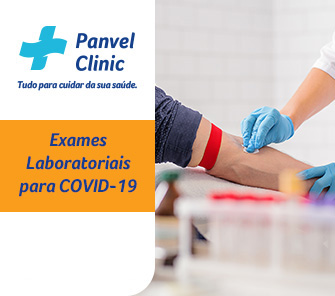 Panvel
Clinic
Tudo para cuidar da sua saúde.
Exames
Laboratoriais
para COVID-19